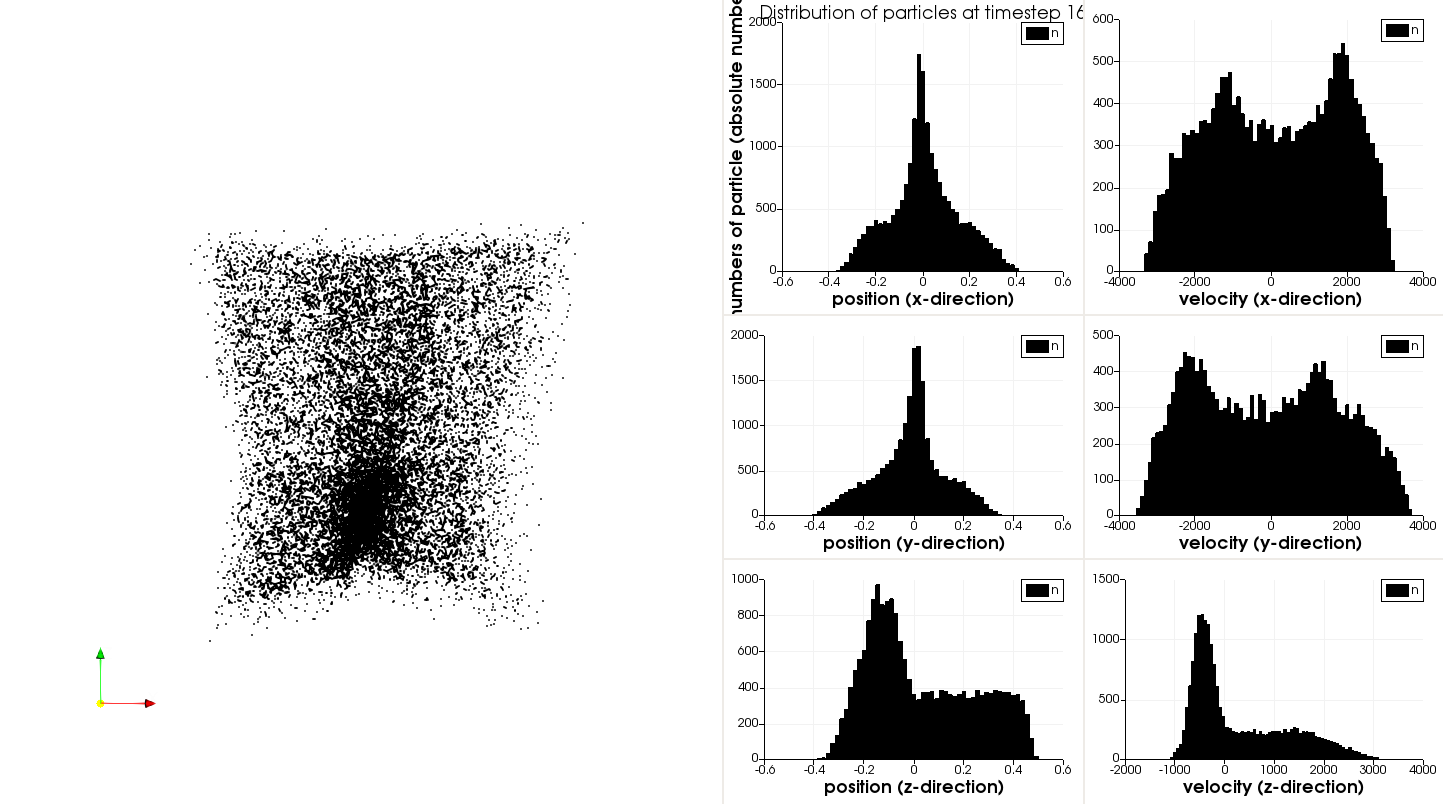 Distribution of particles at timestep 16
numbers of particle (absolute numbe
2000
1500
1000
500
0
-0.6 -0.4 -0.2 0 0.2 0.4 0.6
position (x-direction)
n
600
500
400
300
200
100
0
-4000 -2000 0 2000 4000
velocity (x-direction)
n
2000
1500
1000
500
0
-0.6 -0.4 -0.2 0 0.2 0.4 0.6
position (y-direction)
n
500
400
300
200
100
0
-4000 -2000 0 2000 4000
velocity (y-direction)
n
1000
800
600
400
200
0
-0.6 -0.4 -0.2 0 0.2 0.4 0.6
position (z-direction)
n
1500
1000
500
0
-2000 -1000 0 1000 2000 3000 4000
velocity (z-direction)
n